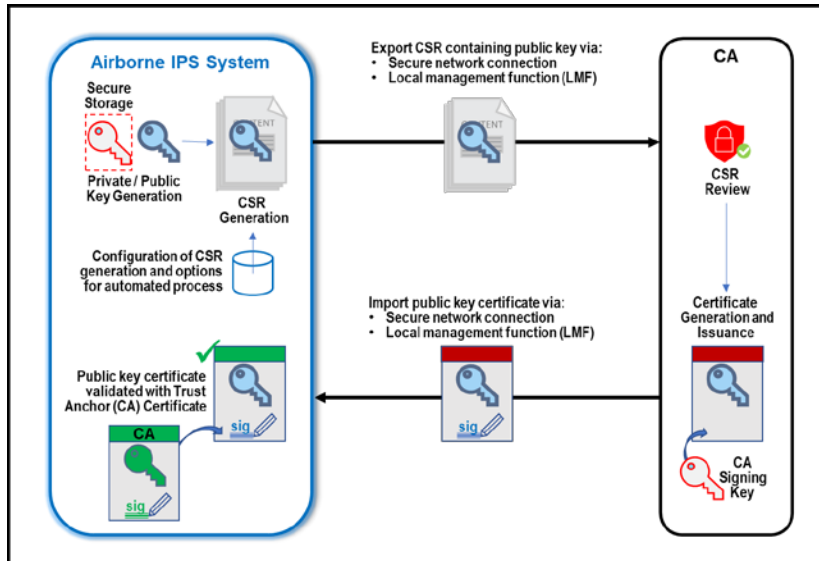 Airborne IPS System
Secure
Storage
Private / Public
Key Generation
CONTENT
CSR
Generation
Configuration of CSR
generation and options
for automated process
Public key certificate
validated with Trust
Anchor (CA) Certificate
CA
sig
sig
Export CSR containing public key via:
• Secure network connection
• Local management function (LMF)
CONTENT
Import public key certificate via:
• Secure network connection
• Local management function (LMF)
sig
CA
CSR
Review
Certificate
Generation and
Issuance
CA
Signing
Key